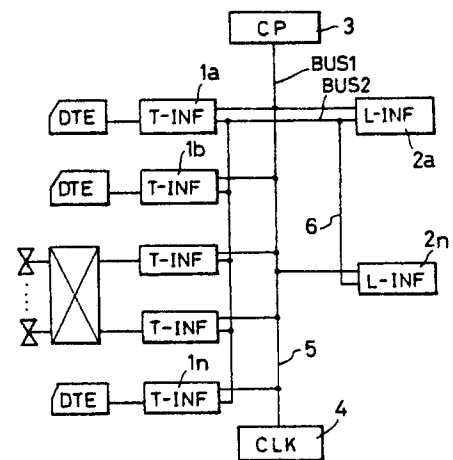 CP
3
BUS1
BUS2
1a
DTE
T-INF
L-INF
2a
1b
DTE
T-INF
6
T-INF
2n
L-INF
T-INF
5
1n
DTE
T-INF
4
CLK